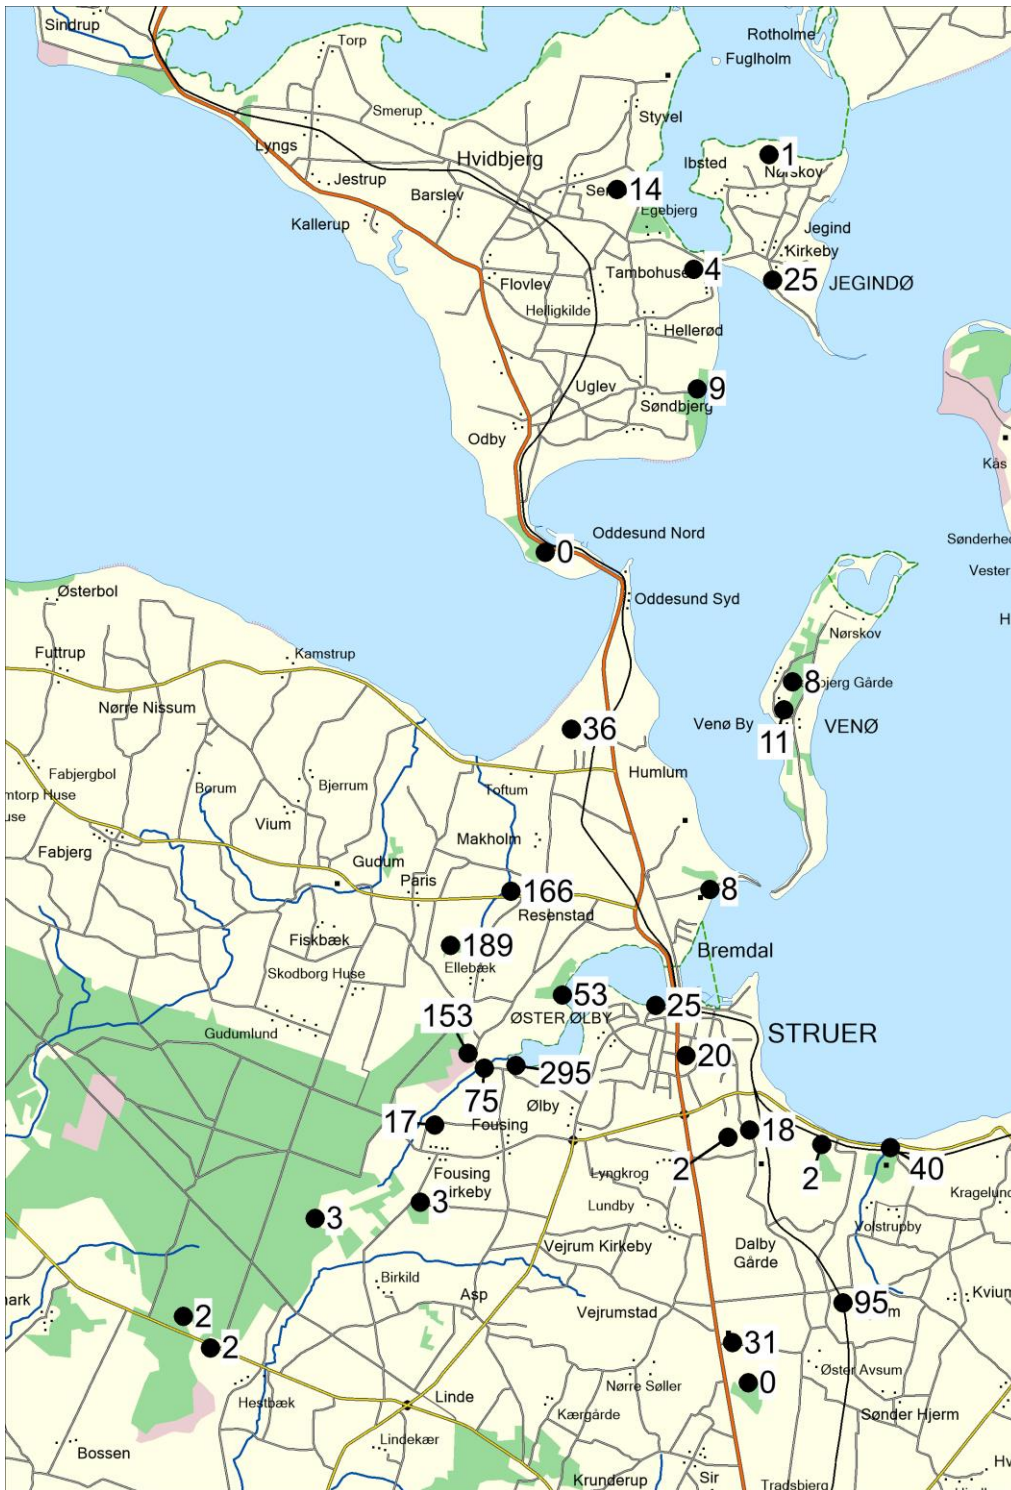 Sindrup
Torp
Rotholme
Fuglholm
Smerup
Styvel
Lyngs
Hvidbjerg
Ibsted
1
Nørskov
Jestrup
Barslev
14
Egebjerg
Kallerup
Jegind
Kirkeby
Tambohuse
4
25
JEGINDØ
Flovlev
Helligkilde
Hellerød
Uglev
9
Søndbjerg
Odby
Kås
Oddesund Nord
0
Vester
Østerbol
Oddesund Syd
Nørskov
Futtrup
Kamstrup
8
bjerg Gårde
Nørre Nissum
36
Venø By
11
VENØ
Fabjergbol
mtorp Huse
Borum
Bjerrum
Toftum
Humlum
Vium
Makholm
Fabjerg
Gudum
Paris
166
8
Resenstad
Fiskbæk
189
Ellebæk
Bremdal
Skodborg Huse
53
25
ØSTER ØLBY
Gudumlund
153
STRUER
20
75
295
Ølby
17
Fousing
18
2
2
40
Fousing
Kirkeby
Lyngkrog
Kragelund
3
3
Lundby
Volstrupby
Vejrum Kirkeby
Dalby
Gårde
Birkild
Asp
Vejrumstad
95
m
2
31
2
Øster Avsum
0
Nørre Søller
Hestbæk
Linde
Kærgårde
Sønder Hjerm
Bossen
Lindekær
Krunderup
Sir
Tradsbjerg